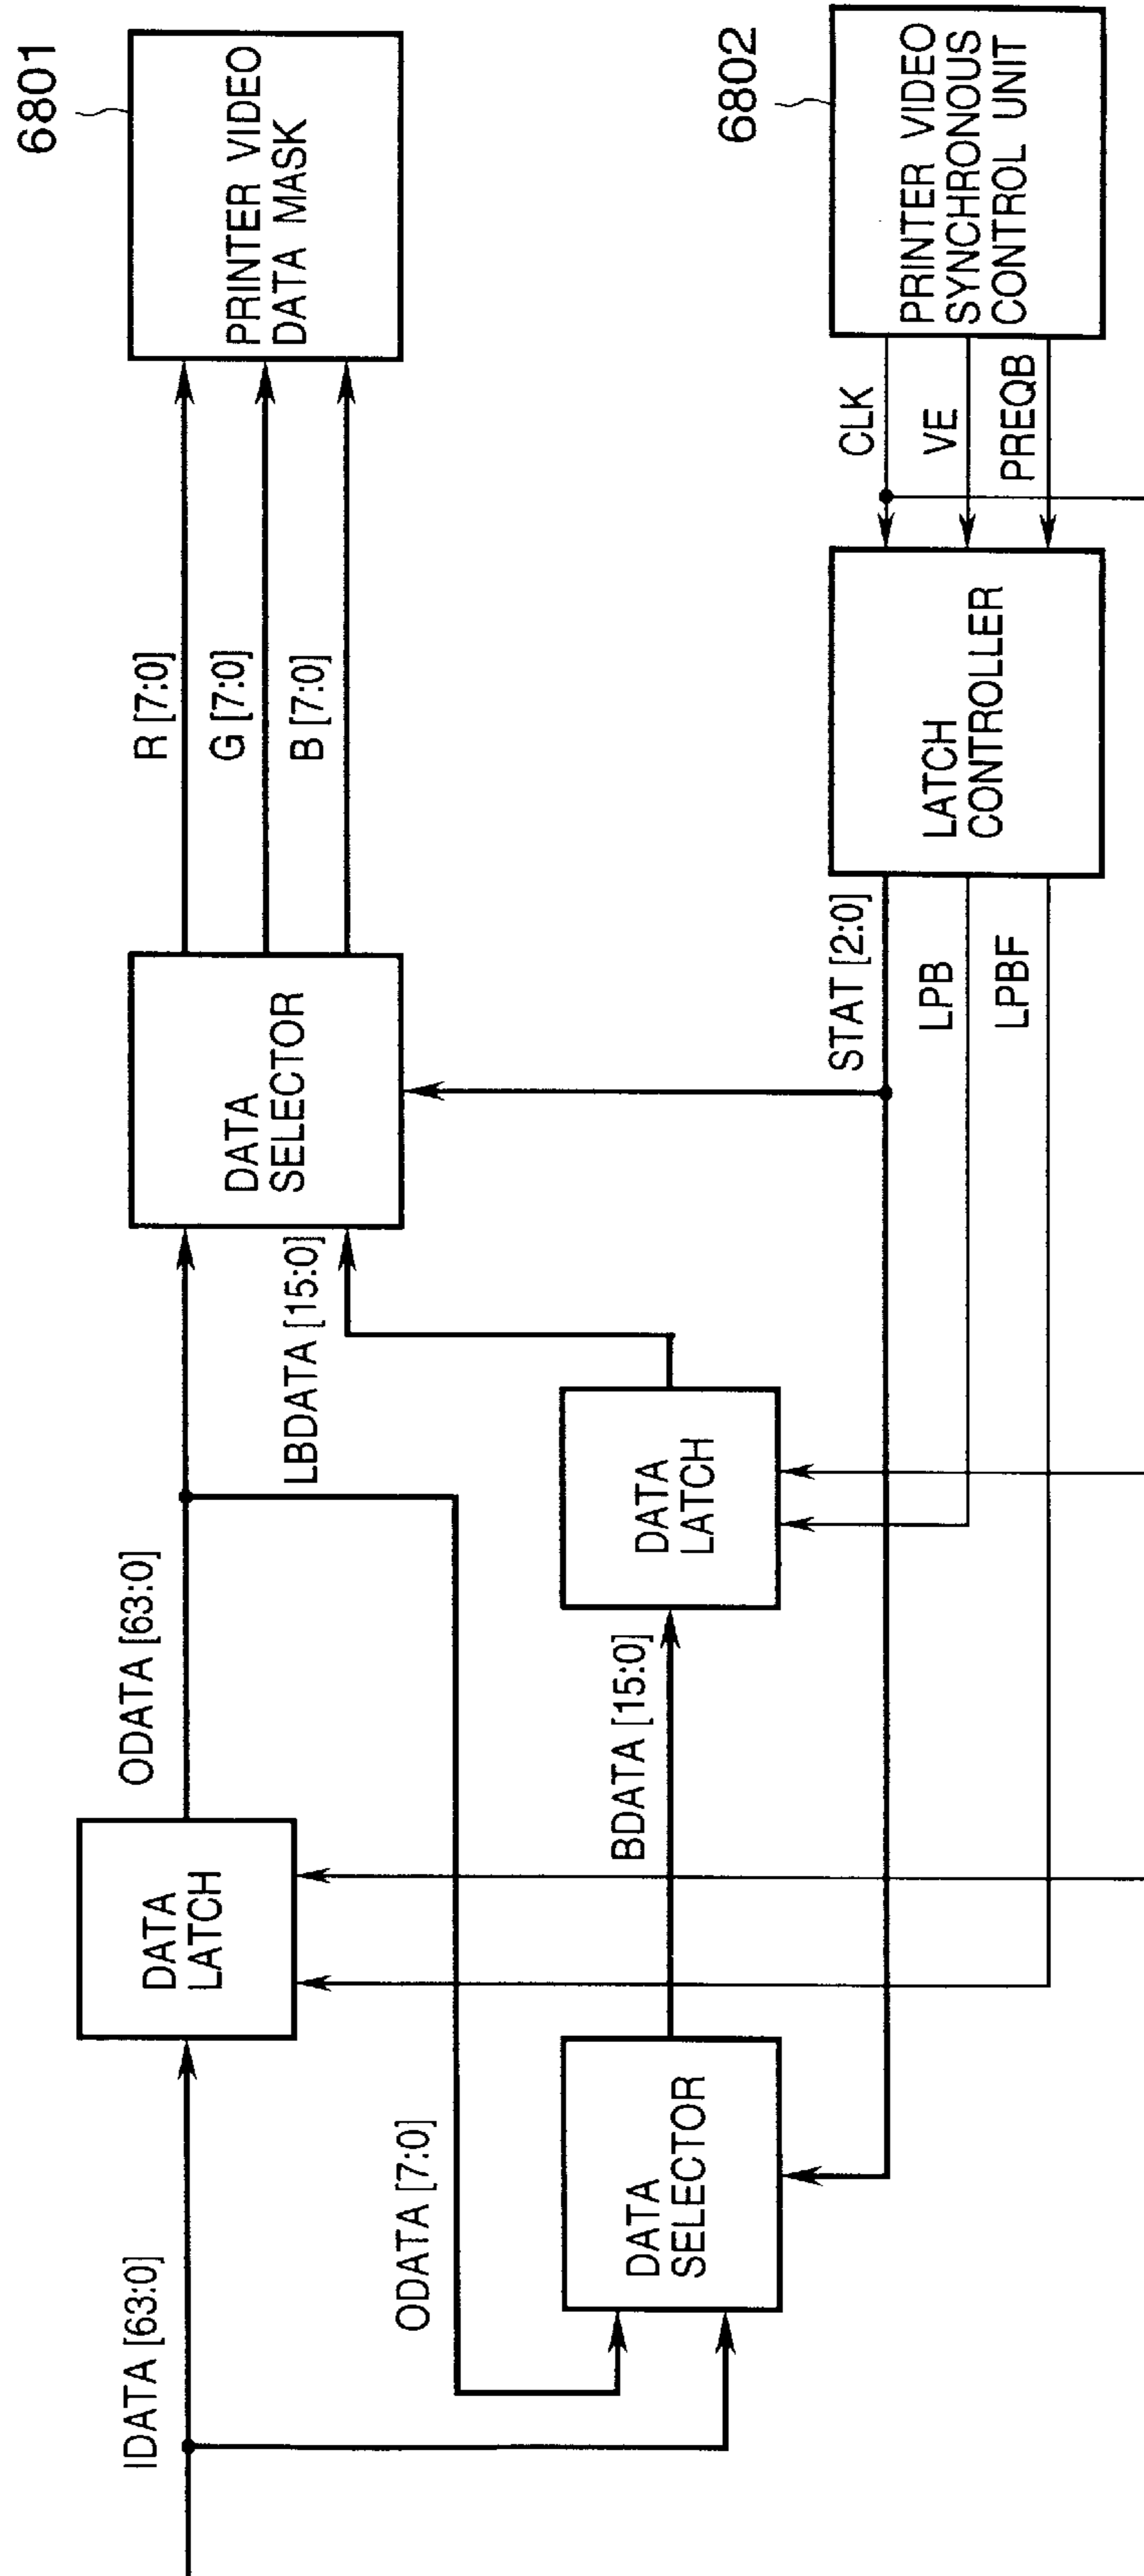 6801
PRINTER VIDEO
DATA MASK
R [7:0]
G [7:0]
B [7:0]
DATA
SELECTOR
LBDATA [15:0]
ODATA [63:0]
DATA
LATCH
IDATA [63:0]
ODATA [7:0]
DATA
LATCH
BDATA [15:0]
DATA
SELECTOR
6802
PRINTER VIDEO
SYNCHRONOUS
CONTROL UNIT
CLK
VE
PREQB
LATCH
CONTROLLER
STAT [2:0]
LPB
LPBF